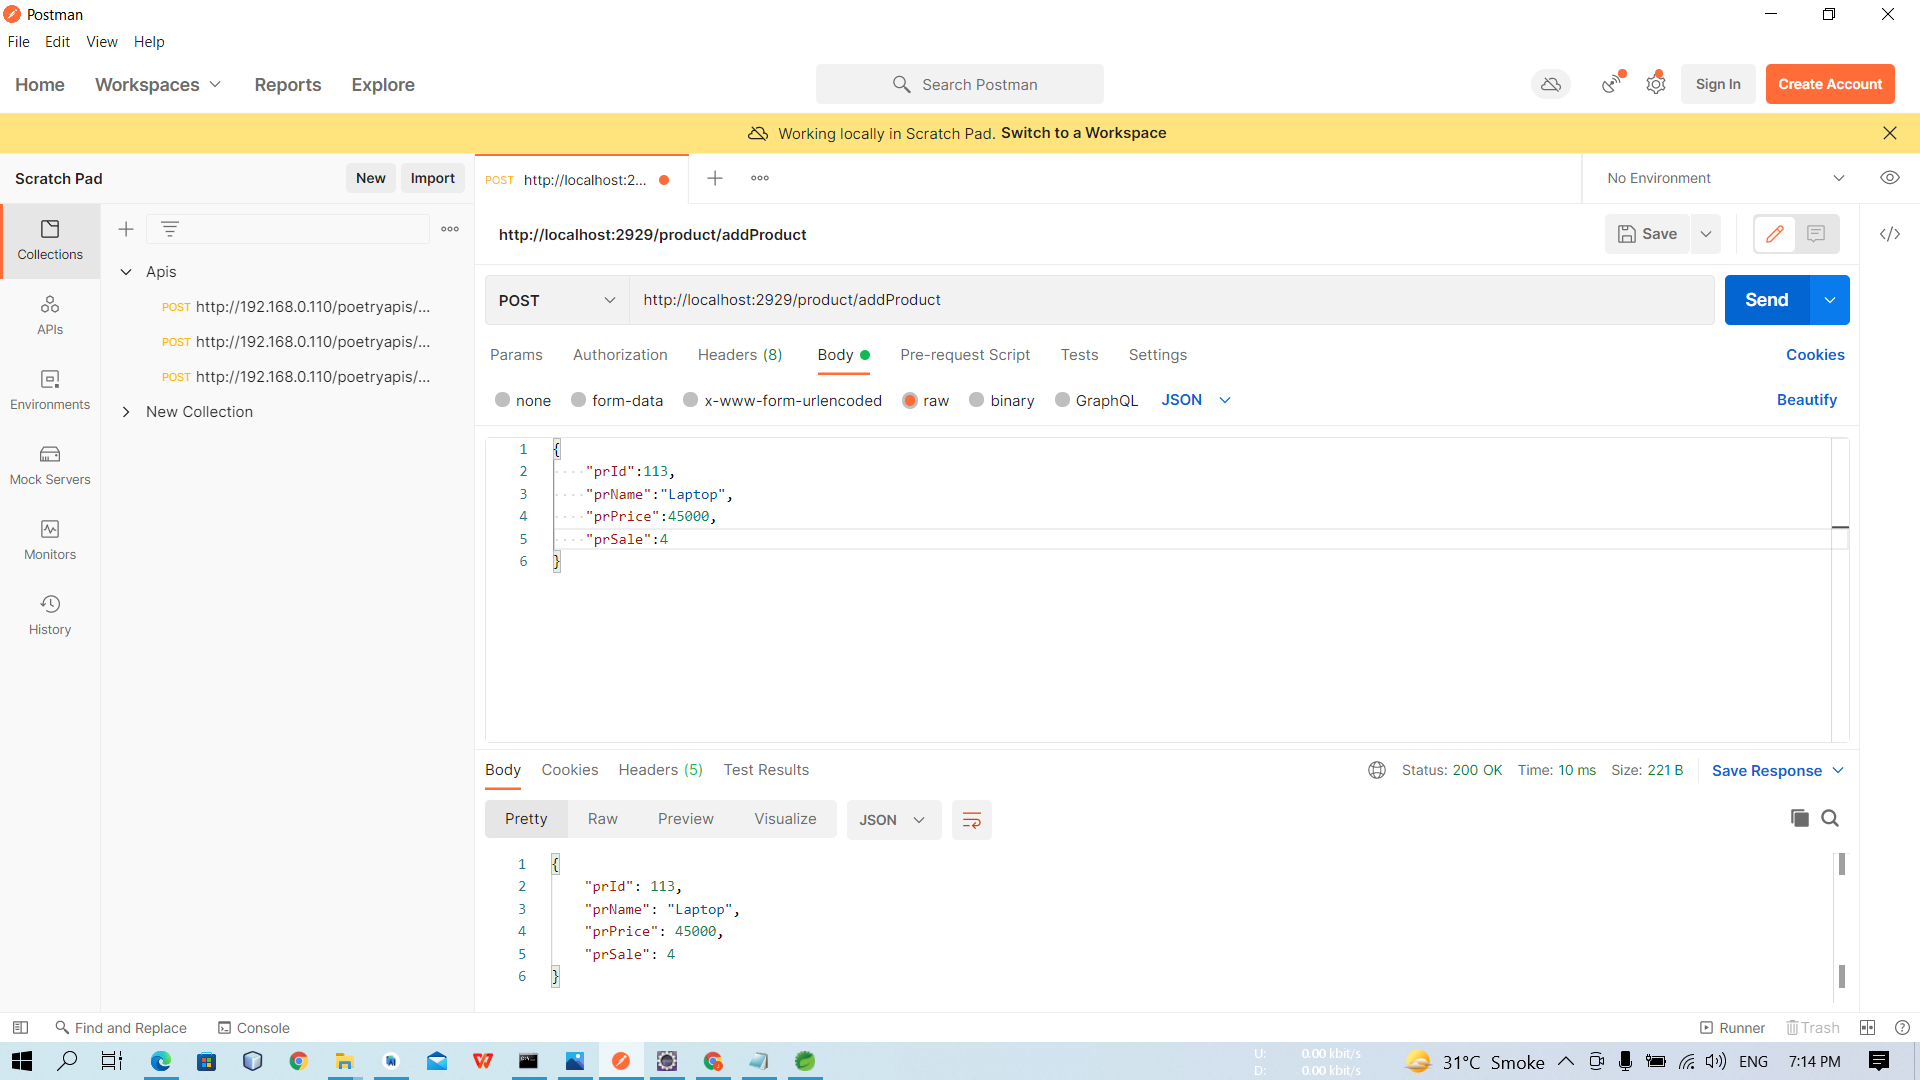 Postman
File Edit View Help
Home Workspaces Reports Explore
Search Postman
Sign In
Create Account
Working locally in Scratch Pad. Switch to a Workspace
Scratch Pad
New
Import
POST http://localhost:2...
No Environment
Collections
APIs
Environments
Mock Servers
Monitors
History
Apis
POST http://192.168.0.110/poetryapis/...
POST http://192.168.0.110/poetryapis/...
POST http://192.168.0.110/poetryapis/...
New Collection
http://localhost:2929/product/addProduct
Save
POST
http://localhost:2929/product/addProduct
Send
Params Authorization Headers (8) Body Pre-request Script Tests Settings
Cookies
none form-data x-www-form-urlencoded raw binary GraphQL JSON
Beautify
1 {
2 "prId":113,
3 "prName":"Laptop",
4 "prPrice":45000,
5 "prSale":4
6 }
Body Cookies Headers (5) Test Results
Status: 200 OK Time: 10 ms Size: 221 B
Save Response
Pretty Raw Preview Visualize
JSON
1 {
2 "prId": 113,
3 "prName": "Laptop",
4 "prPrice": 45000,
5 "prSale": 4
6 }
Find and Replace
Console
Runner
Trash
U: 0.00 kbit/s
D: 0.00 kbit/s
31°C Smoke
ENG
7:14 PM